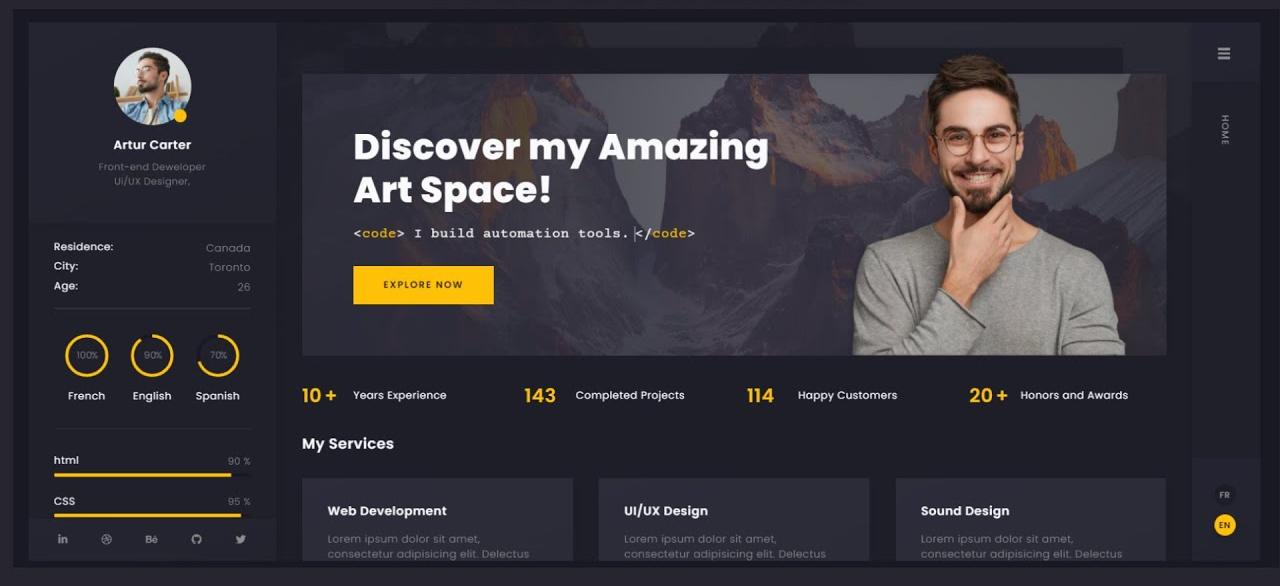 Artur Carter
Front-end Deweloper
Ui/UX Designer,
Residence: Canada
City: Toronto
Age: 26
100% 90% 70%
French English Spanish
html 90 %
CSS 95 %
in Bē
Discover my Amazing
Art Space!
<code> I build automation tools. </code>
EXPLORE NOW
10 + Years Experience 143 Completed Projects 114 Happy Customers 20 + Honors and Awards
My Services
Web Development
Lorem ipsum dolor sit amet,
consectetur adipisicing elit. Delectus
UI/UX Design
Lorem ipsum dolor sit amet,
consectetur adipisicing elit. Delectus
Sound Design
Lorem ipsum dolor sit amet,
consectetur adipisicing elit. Delectus
HOME
FR
EN